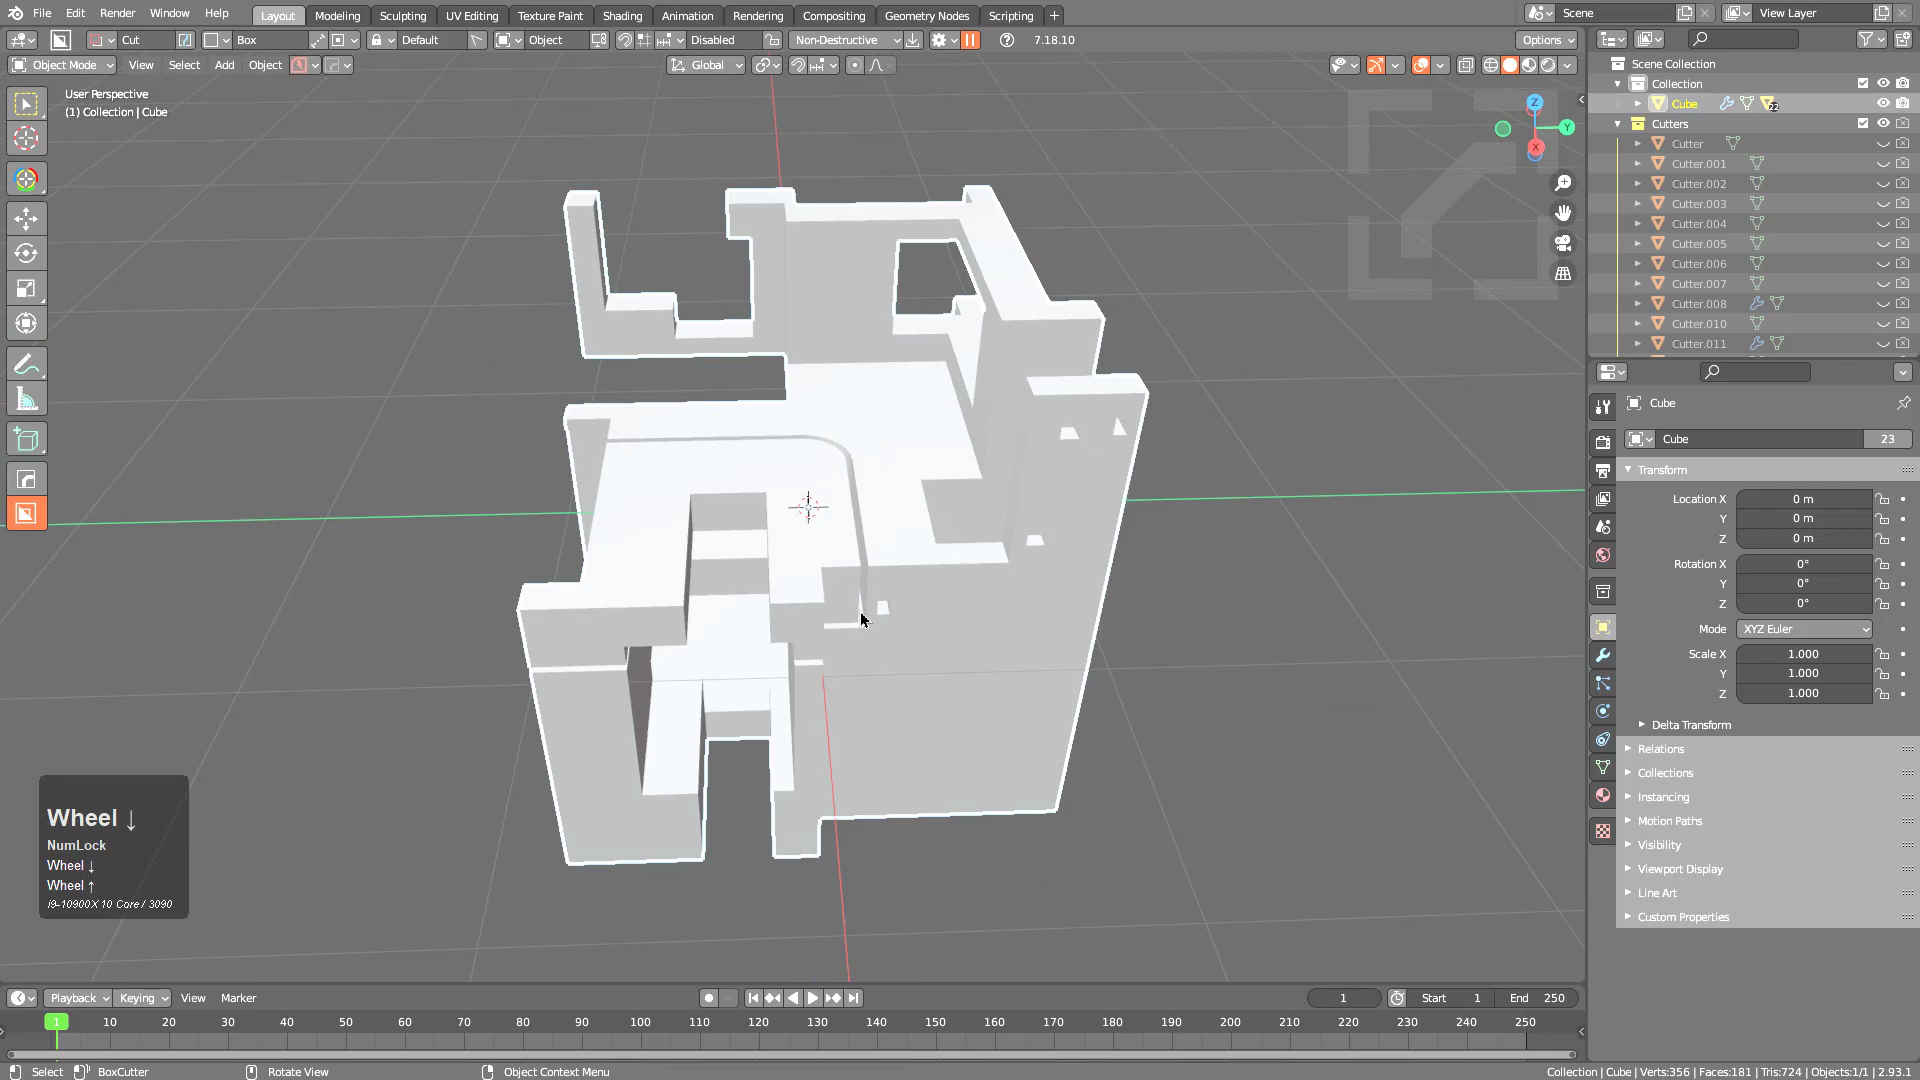 File Edit Render Window Help Layout Modeling Sculpting UV Editing Texture Paint Shading Animation Rendering Compositing Geometry Nodes Scripting + Scene View Layer
Cut Box Default Object Disabled Non-Destructive 7.18.10 Options
Object Mode View Select Add Object Global
User Perspective
(1) Collection | Cube
Z
Y
X
Scene Collection
Collection
Cube 22
Cutters
Cutter
Cutter.001
Cutter.002
Cutter.003
Cutter.004
Cutter.005
Cutter.006
Cutter.007
Cutter.008
Cutter.010
Cutter.011
Cube
Cube 23
Transform
Location X 0 m
Y 0 m
Z 0 m
Rotation X 0°
Y 0°
Z 0°
Mode XYZ Euler
Scale X 1.000
Y 1.000
Z 1.000
Delta Transform
Relations
Collections
Instancing
Motion Paths
Visibility
Viewport Display
Line Art
Custom Properties
Wheel ↓
NumLock
Wheel ↓
Wheel ↑
i9-10900X 10 Core / 3090
Playback Keying View Marker 1 Start 1 End 250
1 10 20 30 40 50 60 70 80 90 100 110 120 130 140 150 160 170 180 190 200 210 220 230 240 250
Select BoxCutter Rotate View Object Context Menu Collection | Cube | Verts:356 | Faces:181 | Tris:724 | Objects:1/1 | 2.93.1